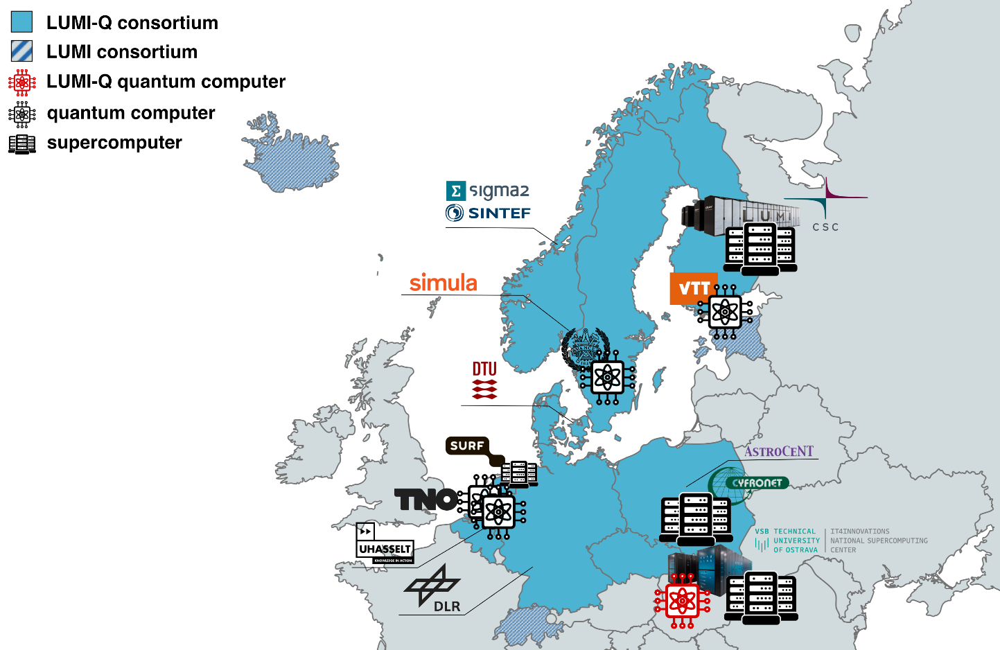 LUMI-Q consortium
LUMI consortium
LUMI-Q quantum computer
quantum computer
supercomputer
Σ sigma2
SINTEF
CSC
LUMI
simula
VTT
DTU
SURF
ASTROCENT
CYFRONET
TNO
VSB TECHNICAL
UNIVERSITY
OF OSTRAVA
IT4INNOVATIONS
NATIONAL SUPERCOMPUTING
CENTER
UHASSELT
KNOWLEDGE IN ACTION
DLR